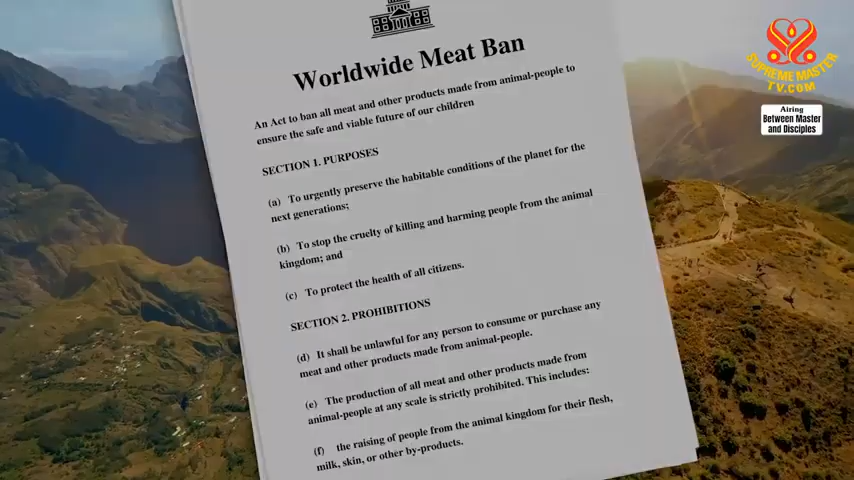 Worldwide Meat Ban
An Act to ban all meat and other products made from animal-people to
ensure the safe and viable future of our children
SECTION 1. PURPOSES
(a) To urgently preserve the habitable conditions of the planet for the
next generations;
(b) To stop the cruelty of killing and harming people from the animal
kingdom; and
(c) To protect the health of all citizens.
SECTION 2. PROHIBITIONS
(d) It shall be unlawful for any person to consume or purchase any
meat and other products made from animal-people.
(e) The production of all meat and other products made from
animal-people at any scale is strictly prohibited. This includes:
(f) the raising of people from the animal kingdom for their flesh,
milk, skin, or other by-products.
SUPREME MASTER
TV.COM
Airing
Between Master
and Disciples